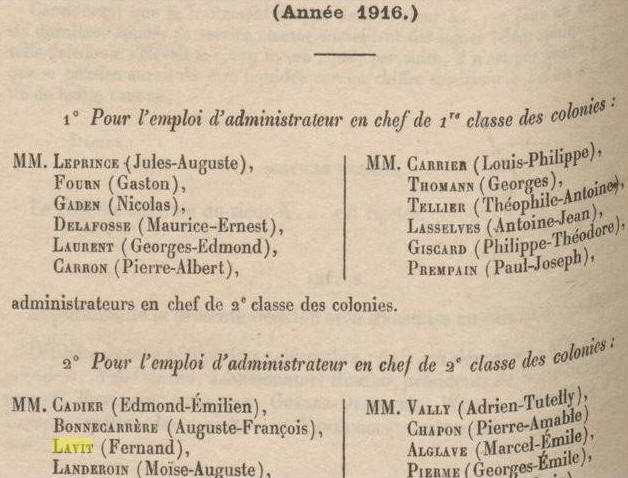 (Année 1916.)
1° Pour l'emploi d'administrateur en chef de 1re classe des colonies :
MM. LEPRINCE (Jules-Auguste),
FOURN (Gaston),
GADEN (Nicolas),
DELAFOSSE (Maurice-Ernest),
LAURENT (Georges-Edmond),
CARRON (Pierre-Albert),
MM. CARRIER (Louis-Philippe),
THOMANN (Georges),
TELLIER (Théophile-Antoine),
LASSELVES (Antoine-Jean),
GISCARD (Philippe-Théodore),
PREMPAIN (Paul-Joseph),
administrateurs en chef de 2e classe des colonies.
2° Pour l'emploi d'administrateur en chef de 2e classe des colonies :
MM. CADIER (Edmond-Émilien),
BONNECARRÈRE (Auguste-François),
LAVIT (Fernand),
LANDEROIN (Moïse-Auguste),
MM. VALLY (Adrien-Tutelly),
CHAPON (Pierre-Amable)
ALGLAVE (Marcel-Émile),
PIERME (Georges-Émile),